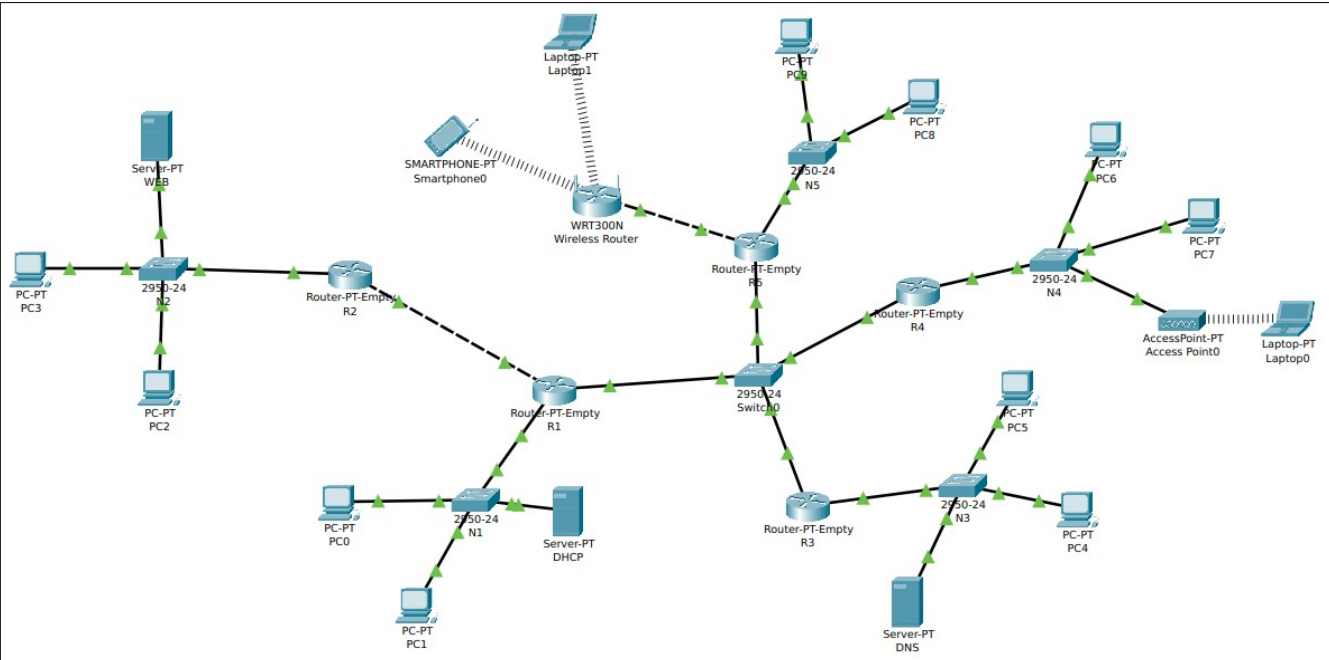 Laptop-PT
Laptop1
PC-PT
PC9
PC-PT
PC8
SMARTPHONE-PT
Smartphone0
Server-PT
WEB
2950-24
N5
PC-PT
PC6
WRT300N
Wireless Router
PC-PT
PC7
Router-PT-Empty
R5
2950-24
N4
PC-PT
PC3
2950-24
N2
Router-PT-Empty
R2
Router-PT-Empty
R4
AccessPoint-PT
Access Point0
Laptop-PT
Laptop0
PC-PT
PC2
Router-PT-Empty
R1
2950-24
Switch0
PC-PT
PC5
PC-PT
PC0
2950-24
N1
Server-PT
DHCP
Router-PT-Empty
R3
2950-24
N3
PC-PT
PC4
PC-PT
PC1
Server-PT
DNS